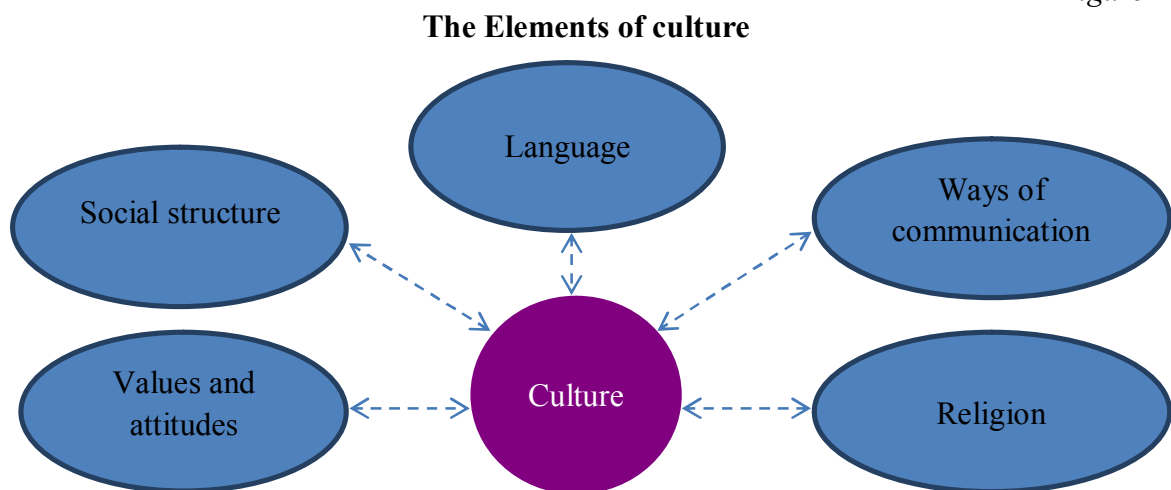 The Elements of culture
Language
Social structure
Ways of
communication
Values and
attitudes
Culture
Religion